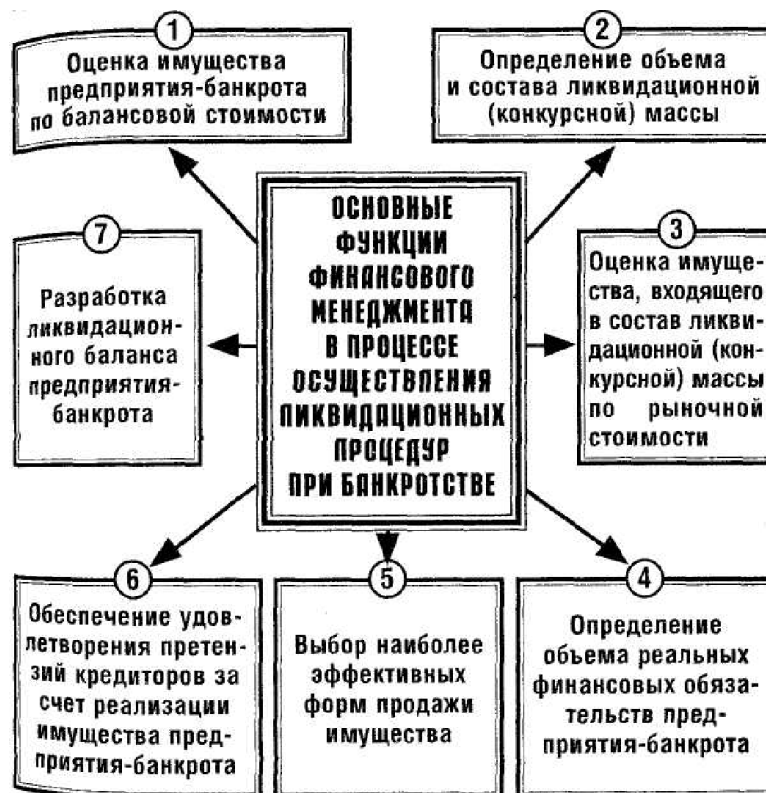 1
Оценка имущества
предприятия-банкрота
по балансовой стоимости
2
Определение объема
и состава ликвидационной
(конкурсной) массы
ОСНОВНЫЕ
ФУНКЦИИ
ФИНАНСОВОГО
МЕНЕДЖМЕНТА
В ПРОЦЕССЕ
ОСУЩЕСТВЛЕНИЯ
ЛИКВИДАЦИОННЫХ
ПРОЦЕДУР
ПРИ БАНКРОТСТВЕ
3
Оценка имуще-
ства, входящего
в состав ликви-
дационной (кон-
курсной) массы
по рыночной
стоимости
4
Определение
объема реальных
финансовых обяза-
тельств пред-
приятия-банкрота
5
Выбор наиболее
эффективных
форм продажи
имущества
6
Обеспечение удов-
летворения претен-
зий кредиторов за
счет реализации
имущества пред-
приятия-банкрота
7
Разработка
ликвидацион-
ного баланса
предприятия-
банкрота